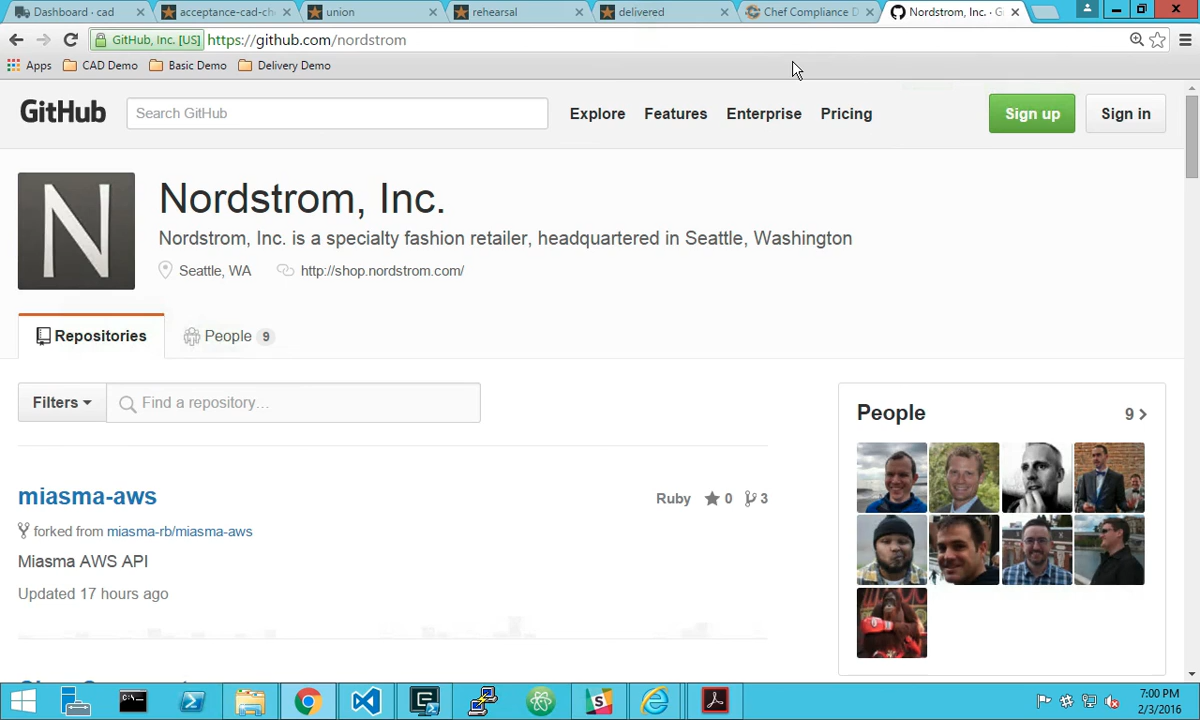 Dashboard · cad
acceptance-cad-ch
union
rehearsal
delivered
Chef Compliance D
Nordstrom, Inc. · G
GitHub, Inc. [US]
https://github.com/nordstrom
Apps
CAD Demo
Basic Demo
Delivery Demo
GitHub
Search GitHub
Explore
Features
Enterprise
Pricing
Sign up
Sign in
N
Nordstrom, Inc.
Nordstrom, Inc. is a specialty fashion retailer, headquartered in Seattle, Washington
Seattle, WA
http://shop.nordstrom.com/
Repositories
People 9
Filters
Find a repository...
People
9
miasma-aws
Ruby
0
3
forked from miasma-rb/miasma-aws
Miasma AWS API
Updated 17 hours ago
7:00 PM
2/3/2016